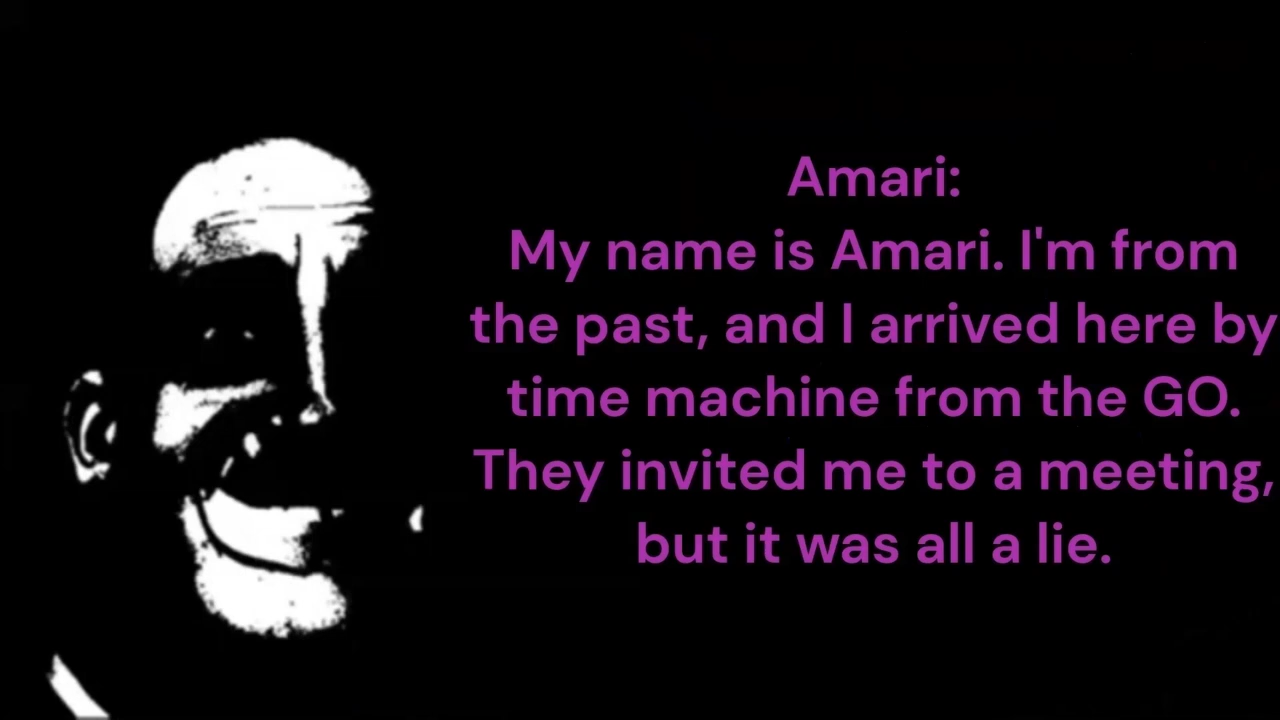 Amari:
My name is Amari. I'm from
the past, and I arrived here by
time machine from the GO.
They invited me to a meeting,
but it was all a lie.